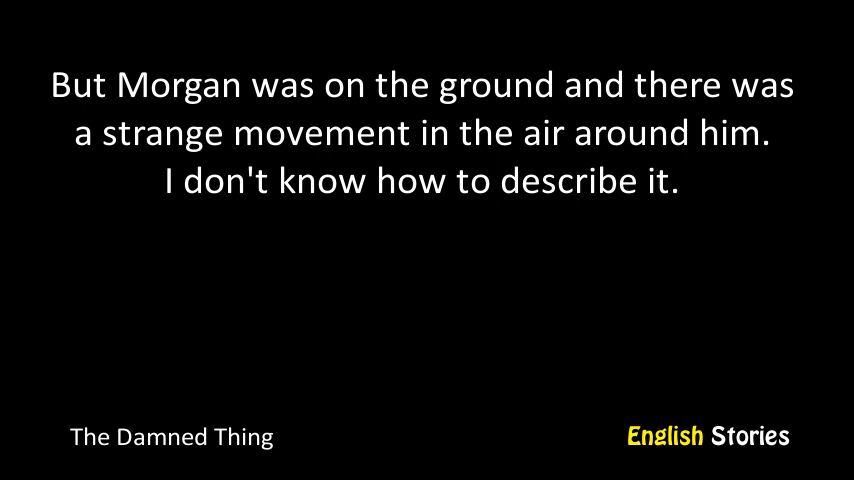 But Morgan was on the ground and there was
a strange movement in the air around him.
I don't know how to describe it.
The Damned Thing
English Stories